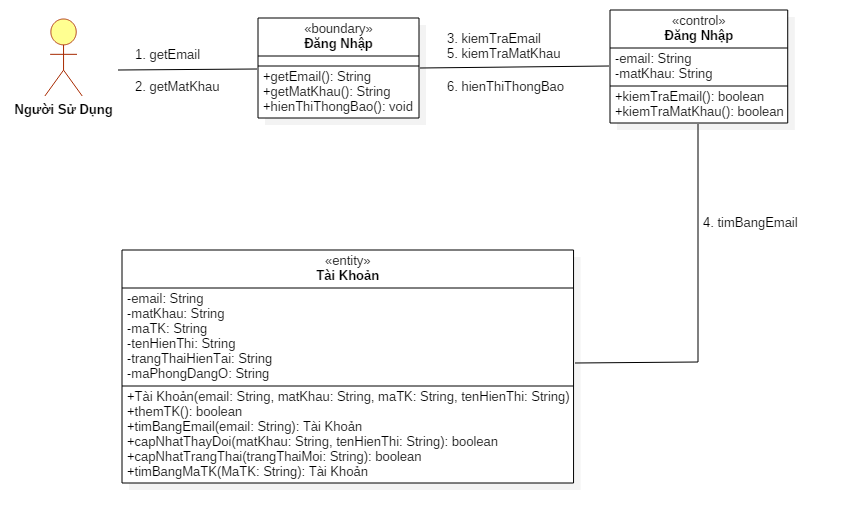 Người Sử Dụng
1. getEmail
2. getMatKhau
«boundary»
Đăng Nhập
+getEmail(): String
+getMatKhau(): String
+hienThiThongBao(): void
3. kiemTraEmail
5. kiemTraMatKhau
6. hienThiThongBao
«control»
Đăng Nhập
-email: String
-matKhau: String
+kiemTraEmail(): boolean
+kiemTraMatKhau(): boolean
4. timBangEmail
«entity»
Tài Khoản
-email: String
-matKhau: String
-maTK: String
-tenHienThi: String
-trangThaiHienTai: String
-maPhongDangO: String
+Tài Khoản(email: String, matKhau: String, maTK: String, tenHienThi: String)
+themTK(): boolean
+timBangEmail(email: String): Tài Khoản
+capNhatThayDoi(matKhau: String, tenHienThi: String): boolean
+capNhatTrangThai(trangThaiMoi: String): boolean
+timBangMaTK(MaTK: String): Tài Khoản